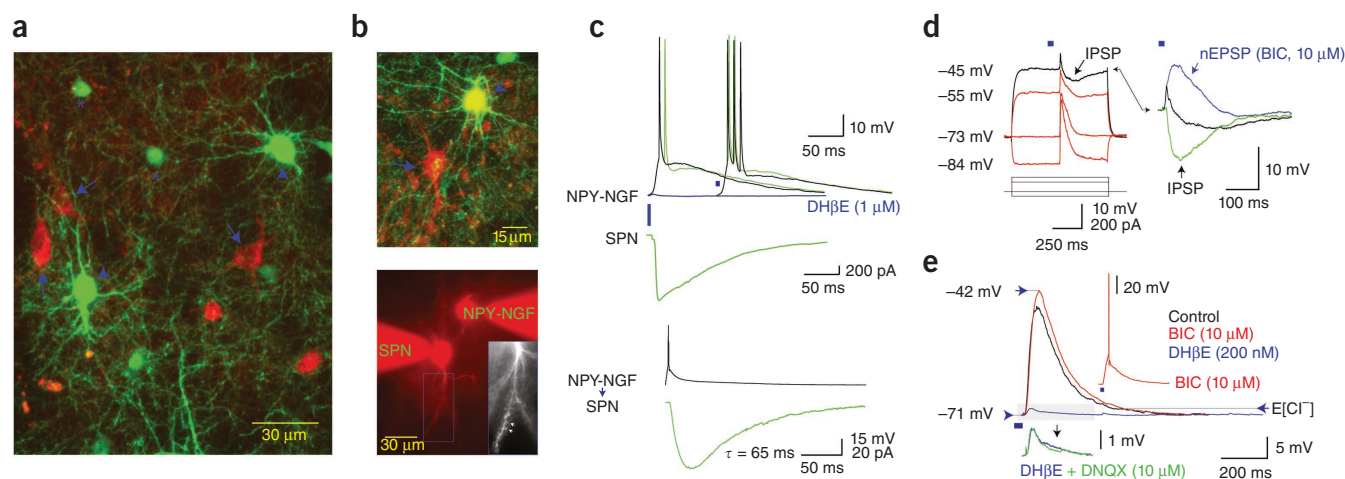 a
*
*
30 μm
b
15 μm
NPY-NGF
SPN
30 μm
c
10 mV
50 ms
NPY-NGF
DHβE (1 μM)
SPN
200 pA
50 ms
NPY-NGF
SPN
τ = 65 ms
15 mV
20 pA
50 ms
d
IPSP
nEPSP (BIC, 10 μM)
−45 mV
−55 mV
−73 mV
−84 mV
IPSP
10 mV
100 ms
10 mV
200 pA
250 ms
e
−42 mV
20 mV
Control
BIC (10 μM)
DHβE (200 nM)
BIC (10 μM)
−71 mV
E[Cl−]
1 mV
5 mV
200 ms
DHβE + DNQX (10 μM)